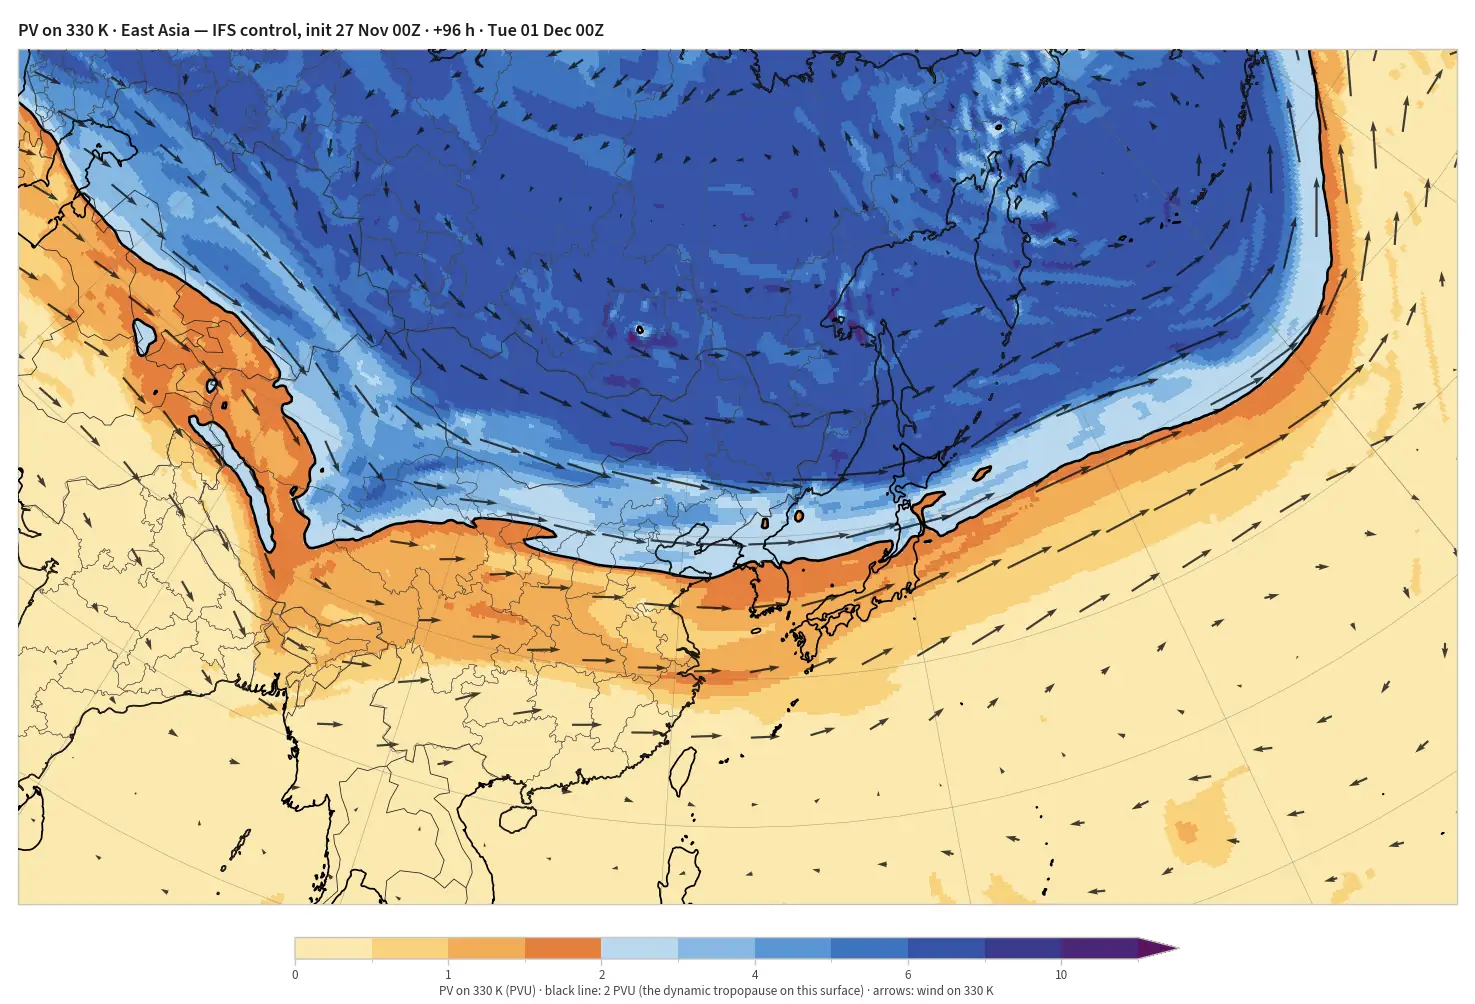 PV on 330 K · East Asia — IFS control, init 27 Nov 00Z · +96 h · Tue 01 Dec 00Z
0 1 2 4 6 10
PV on 330 K (PVU) · black line: 2 PVU (the dynamic tropopause on this surface) · arrows: wind on 330 K